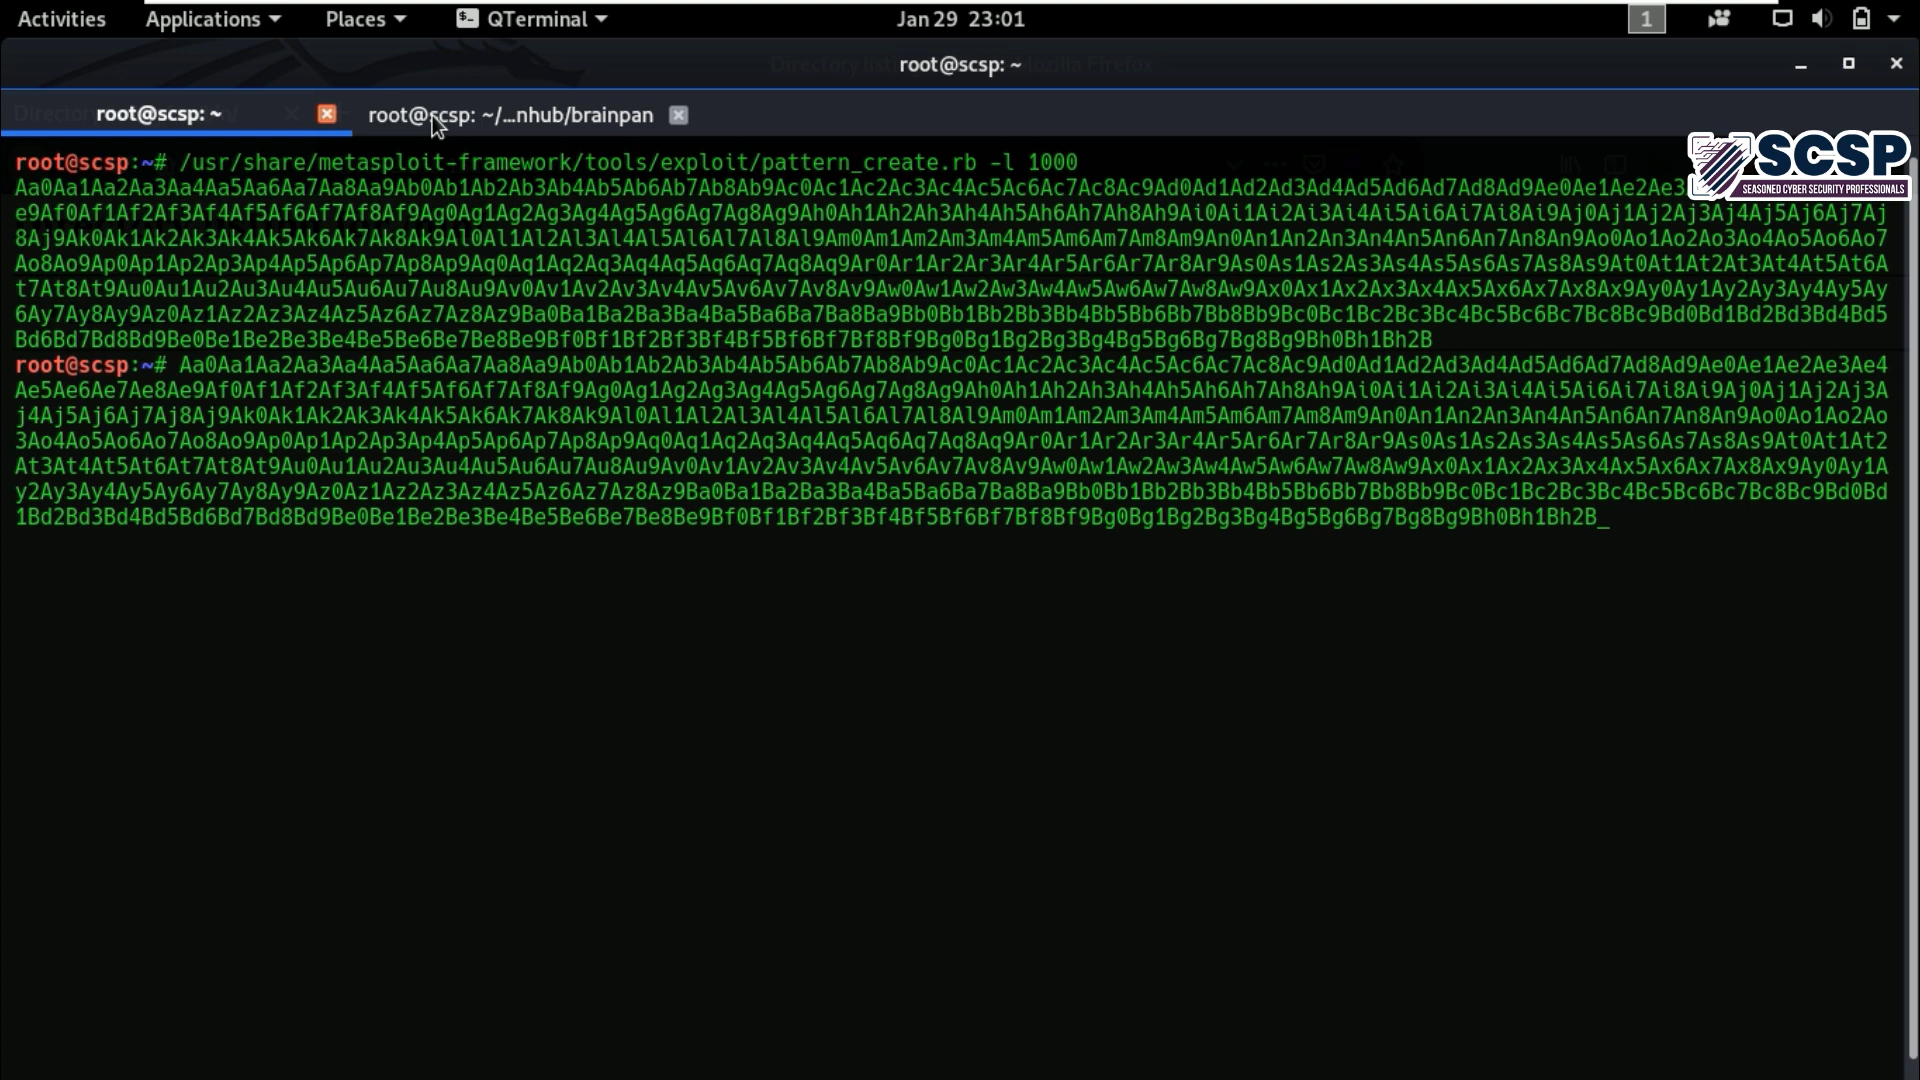 Activities Applications Places QTerminal Jan 29 23:01 1
root@scsp: ~
root@scsp: ~ root@scsp: ~/...nhub/brainpan
SCSP
SEASONED CYBER SECURITY PROFESSIONALS
root@scsp:~# /usr/share/metasploit-framework/tools/exploit/pattern_create.rb -l 1000
Aa0Aa1Aa2Aa3Aa4Aa5Aa6Aa7Aa8Aa9Ab0Ab1Ab2Ab3Ab4Ab5Ab6Ab7Ab8Ab9Ac0Ac1Ac2Ac3Ac4Ac5Ac6Ac7Ac8Ac9Ad0Ad1Ad2Ad3Ad4Ad5Ad6Ad7Ad8Ad9Ae0Ae1Ae2Ae3
e9Af0Af1Af2Af3Af4Af5Af6Af7Af8Af9Ag0Ag1Ag2Ag3Ag4Ag5Ag6Ag7Ag8Ag9Ah0Ah1Ah2Ah3Ah4Ah5Ah6Ah7Ah8Ah9Ai0Ai1Ai2Ai3Ai4Ai5Ai6Ai7Ai8Ai9Aj0Aj1Aj2Aj3Aj4Aj5Aj6Aj7Aj
8Aj9Ak0Ak1Ak2Ak3Ak4Ak5Ak6Ak7Ak8Ak9Al0Al1Al2Al3Al4Al5Al6Al7Al8Al9Am0Am1Am2Am3Am4Am5Am6Am7Am8Am9An0An1An2An3An4An5An6An7An8An9Ao0Ao1Ao2Ao3Ao4Ao5Ao6Ao7
Ao8Ao9Ap0Ap1Ap2Ap3Ap4Ap5Ap6Ap7Ap8Ap9Aq0Aq1Aq2Aq3Aq4Aq5Aq6Aq7Aq8Aq9Ar0Ar1Ar2Ar3Ar4Ar5Ar6Ar7Ar8Ar9As0As1As2As3As4As5As6As7As8As9At0At1At2At3At4At5At6A
t7At8At9Au0Au1Au2Au3Au4Au5Au6Au7Au8Au9Av0Av1Av2Av3Av4Av5Av6Av7Av8Av9Aw0Aw1Aw2Aw3Aw4Aw5Aw6Aw7Aw8Aw9Ax0Ax1Ax2Ax3Ax4Ax5Ax6Ax7Ax8Ax9Ay0Ay1Ay2Ay3Ay4Ay5Ay
6Ay7Ay8Ay9Az0Az1Az2Az3Az4Az5Az6Az7Az8Az9Ba0Ba1Ba2Ba3Ba4Ba5Ba6Ba7Ba8Ba9Bb0Bb1Bb2Bb3Bb4Bb5Bb6Bb7Bb8Bb9Bc0Bc1Bc2Bc3Bc4Bc5Bc6Bc7Bc8Bc9Bd0Bd1Bd2Bd3Bd4Bd5
Bd6Bd7Bd8Bd9Be0Be1Be2Be3Be4Be5Be6Be7Be8Be9Bf0Bf1Bf2Bf3Bf4Bf5Bf6Bf7Bf8Bf9Bg0Bg1Bg2Bg3Bg4Bg5Bg6Bg7Bg8Bg9Bh0Bh1Bh2B
root@scsp:~# Aa0Aa1Aa2Aa3Aa4Aa5Aa6Aa7Aa8Aa9Ab0Ab1Ab2Ab3Ab4Ab5Ab6Ab7Ab8Ab9Ac0Ac1Ac2Ac3Ac4Ac5Ac6Ac7Ac8Ac9Ad0Ad1Ad2Ad3Ad4Ad5Ad6Ad7Ad8Ad9Ae0Ae1Ae2Ae3Ae4
Ae5Ae6Ae7Ae8Ae9Af0Af1Af2Af3Af4Af5Af6Af7Af8Af9Ag0Ag1Ag2Ag3Ag4Ag5Ag6Ag7Ag8Ag9Ah0Ah1Ah2Ah3Ah4Ah5Ah6Ah7Ah8Ah9Ai0Ai1Ai2Ai3Ai4Ai5Ai6Ai7Ai8Ai9Aj0Aj1Aj2Aj3A
j4Aj5Aj6Aj7Aj8Aj9Ak0Ak1Ak2Ak3Ak4Ak5Ak6Ak7Ak8Ak9Al0Al1Al2Al3Al4Al5Al6Al7Al8Al9Am0Am1Am2Am3Am4Am5Am6Am7Am8Am9An0An1An2An3An4An5An6An7An8An9Ao0Ao1Ao2Ao
3Ao4Ao5Ao6Ao7Ao8Ao9Ap0Ap1Ap2Ap3Ap4Ap5Ap6Ap7Ap8Ap9Aq0Aq1Aq2Aq3Aq4Aq5Aq6Aq7Aq8Aq9Ar0Ar1Ar2Ar3Ar4Ar5Ar6Ar7Ar8Ar9As0As1As2As3As4As5As6As7As8As9At0At1At2
At3At4At5At6At7At8At9Au0Au1Au2Au3Au4Au5Au6Au7Au8Au9Av0Av1Av2Av3Av4Av5Av6Av7Av8Av9Aw0Aw1Aw2Aw3Aw4Aw5Aw6Aw7Aw8Aw9Ax0Ax1Ax2Ax3Ax4Ax5Ax6Ax7Ax8Ax9Ay0Ay1A
y2Ay3Ay4Ay5Ay6Ay7Ay8Ay9Az0Az1Az2Az3Az4Az5Az6Az7Az8Az9Ba0Ba1Ba2Ba3Ba4Ba5Ba6Ba7Ba8Ba9Bb0Bb1Bb2Bb3Bb4Bb5Bb6Bb7Bb8Bb9Bc0Bc1Bc2Bc3Bc4Bc5Bc6Bc7Bc8Bc9Bd0Bd
1Bd2Bd3Bd4Bd5Bd6Bd7Bd8Bd9Be0Be1Be2Be3Be4Be5Be6Be7Be8Be9Bf0Bf1Bf2Bf3Bf4Bf5Bf6Bf7Bf8Bf9Bg0Bg1Bg2Bg3Bg4Bg5Bg6Bg7Bg8Bg9Bh0Bh1Bh2B_